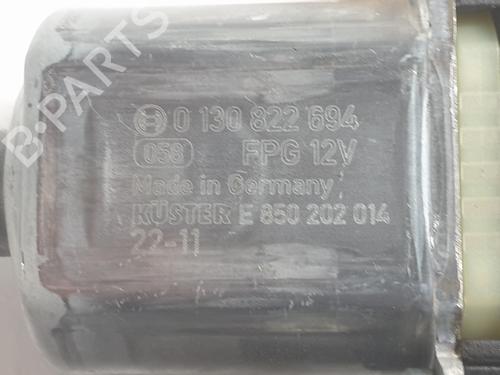 0 130 822 694
058 FPG 12V
Made in Germany
KÜSTER E 850 202 014
22-11
B-PARTS